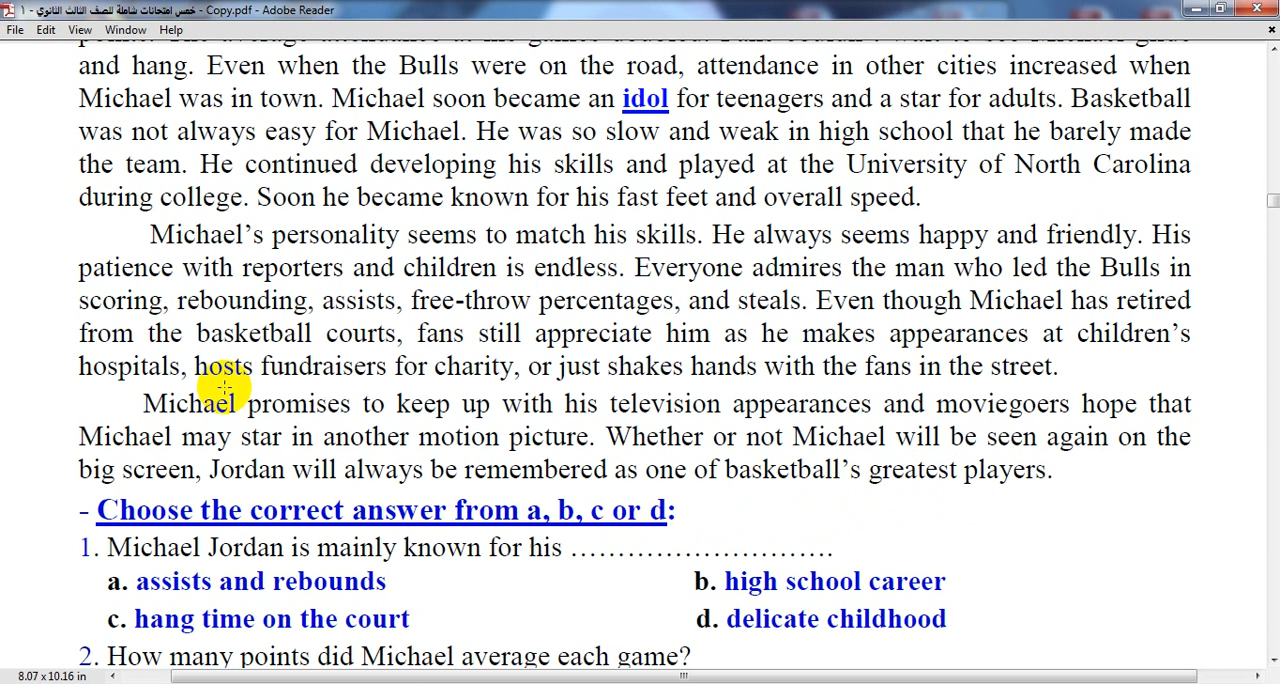 خمس امتحانات شاملة للصف الثالث الثانوي - ١ - Copy.pdf - Adobe Reader
File Edit View Window Help
and hang. Even when the Bulls were on the road, attendance in other cities increased when
Michael was in town. Michael soon became an idol for teenagers and a star for adults. Basketball
was not always easy for Michael. He was so slow and weak in high school that he barely made
the team. He continued developing his skills and played at the University of North Carolina
during college. Soon he became known for his fast feet and overall speed.
Michael’s personality seems to match his skills. He always seems happy and friendly. His
patience with reporters and children is endless. Everyone admires the man who led the Bulls in
scoring, rebounding, assists, free-throw percentages, and steals. Even though Michael has retired
from the basketball courts, fans still appreciate him as he makes appearances at children’s
hospitals, hosts fundraisers for charity, or just shakes hands with the fans in the street.
Michael promises to keep up with his television appearances and moviegoers hope that
Michael may star in another motion picture. Whether or not Michael will be seen again on the
big screen, Jordan will always be remembered as one of basketball’s greatest players.
- Choose the correct answer from a, b, c or d:
1. Michael Jordan is mainly known for his ……………………….
a. assists and rebounds b. high school career
c. hang time on the court d. delicate childhood
2. How many points did Michael average each game?
8.07 x 10.16 in